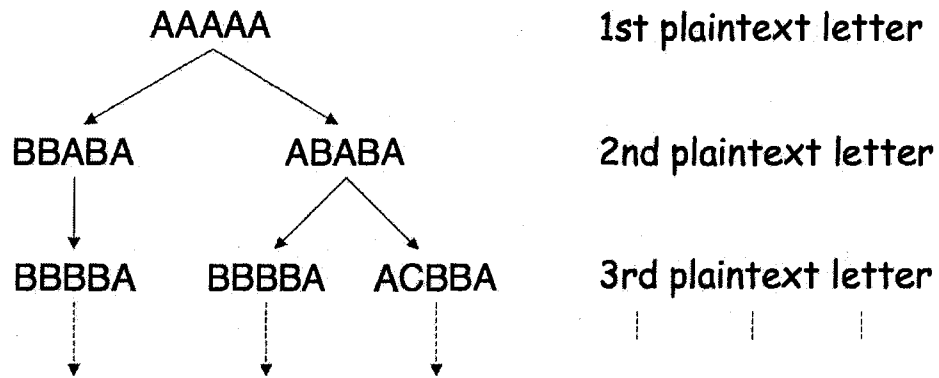 AAAAA 1st plaintext letter
BBABA ABABA 2nd plaintext letter
BBBBA BBBBA ACBBA 3rd plaintext letter